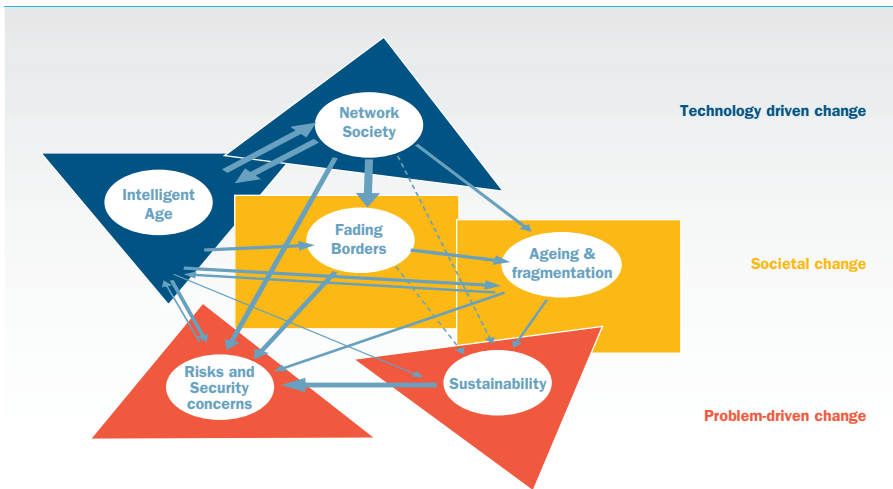 Network
Society
Technology driven change
Intelligent
Age
Fading
Borders
Ageing &
fragmentation
Societal change
Risks and
Security
concerns
Sustainability
Problem-driven change